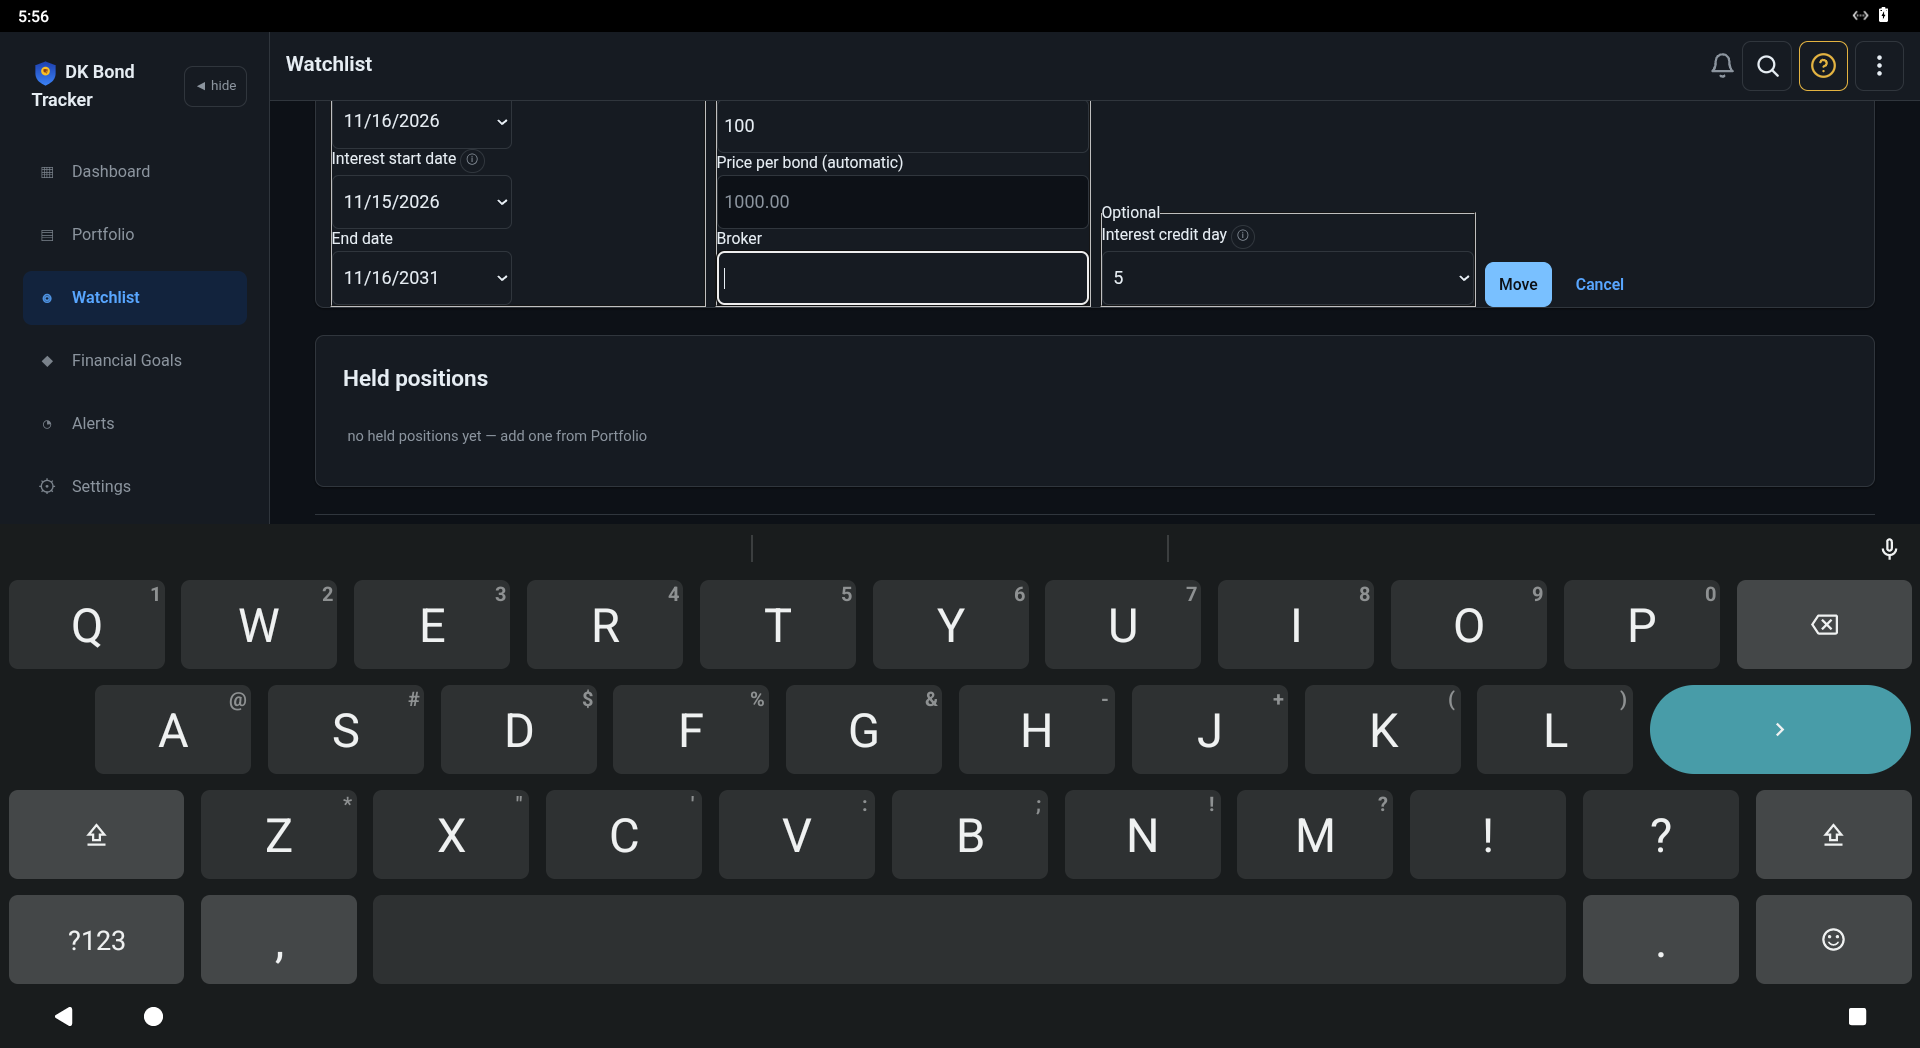 5:56
DK Bond
Tracker
◄ hide
Watchlist
Dashboard
Portfolio
Watchlist
Financial Goals
Alerts
Settings
11/16/2026
Interest start date
11/15/2026
End date
11/16/2031
100
Price per bond (automatic)
1000.00
Broker
Optional
Interest credit day
5
Move
Cancel
Held positions
no held positions yet — add one from Portfolio
Q 1 W 2 E 3 R 4 T 5 Y 6 U 7 I 8 O 9 P 0
A @ S # D $ F % G & H - J + K ( L )
Z * X " C ' V : B ; N ! M ? ! ?
?123 , .